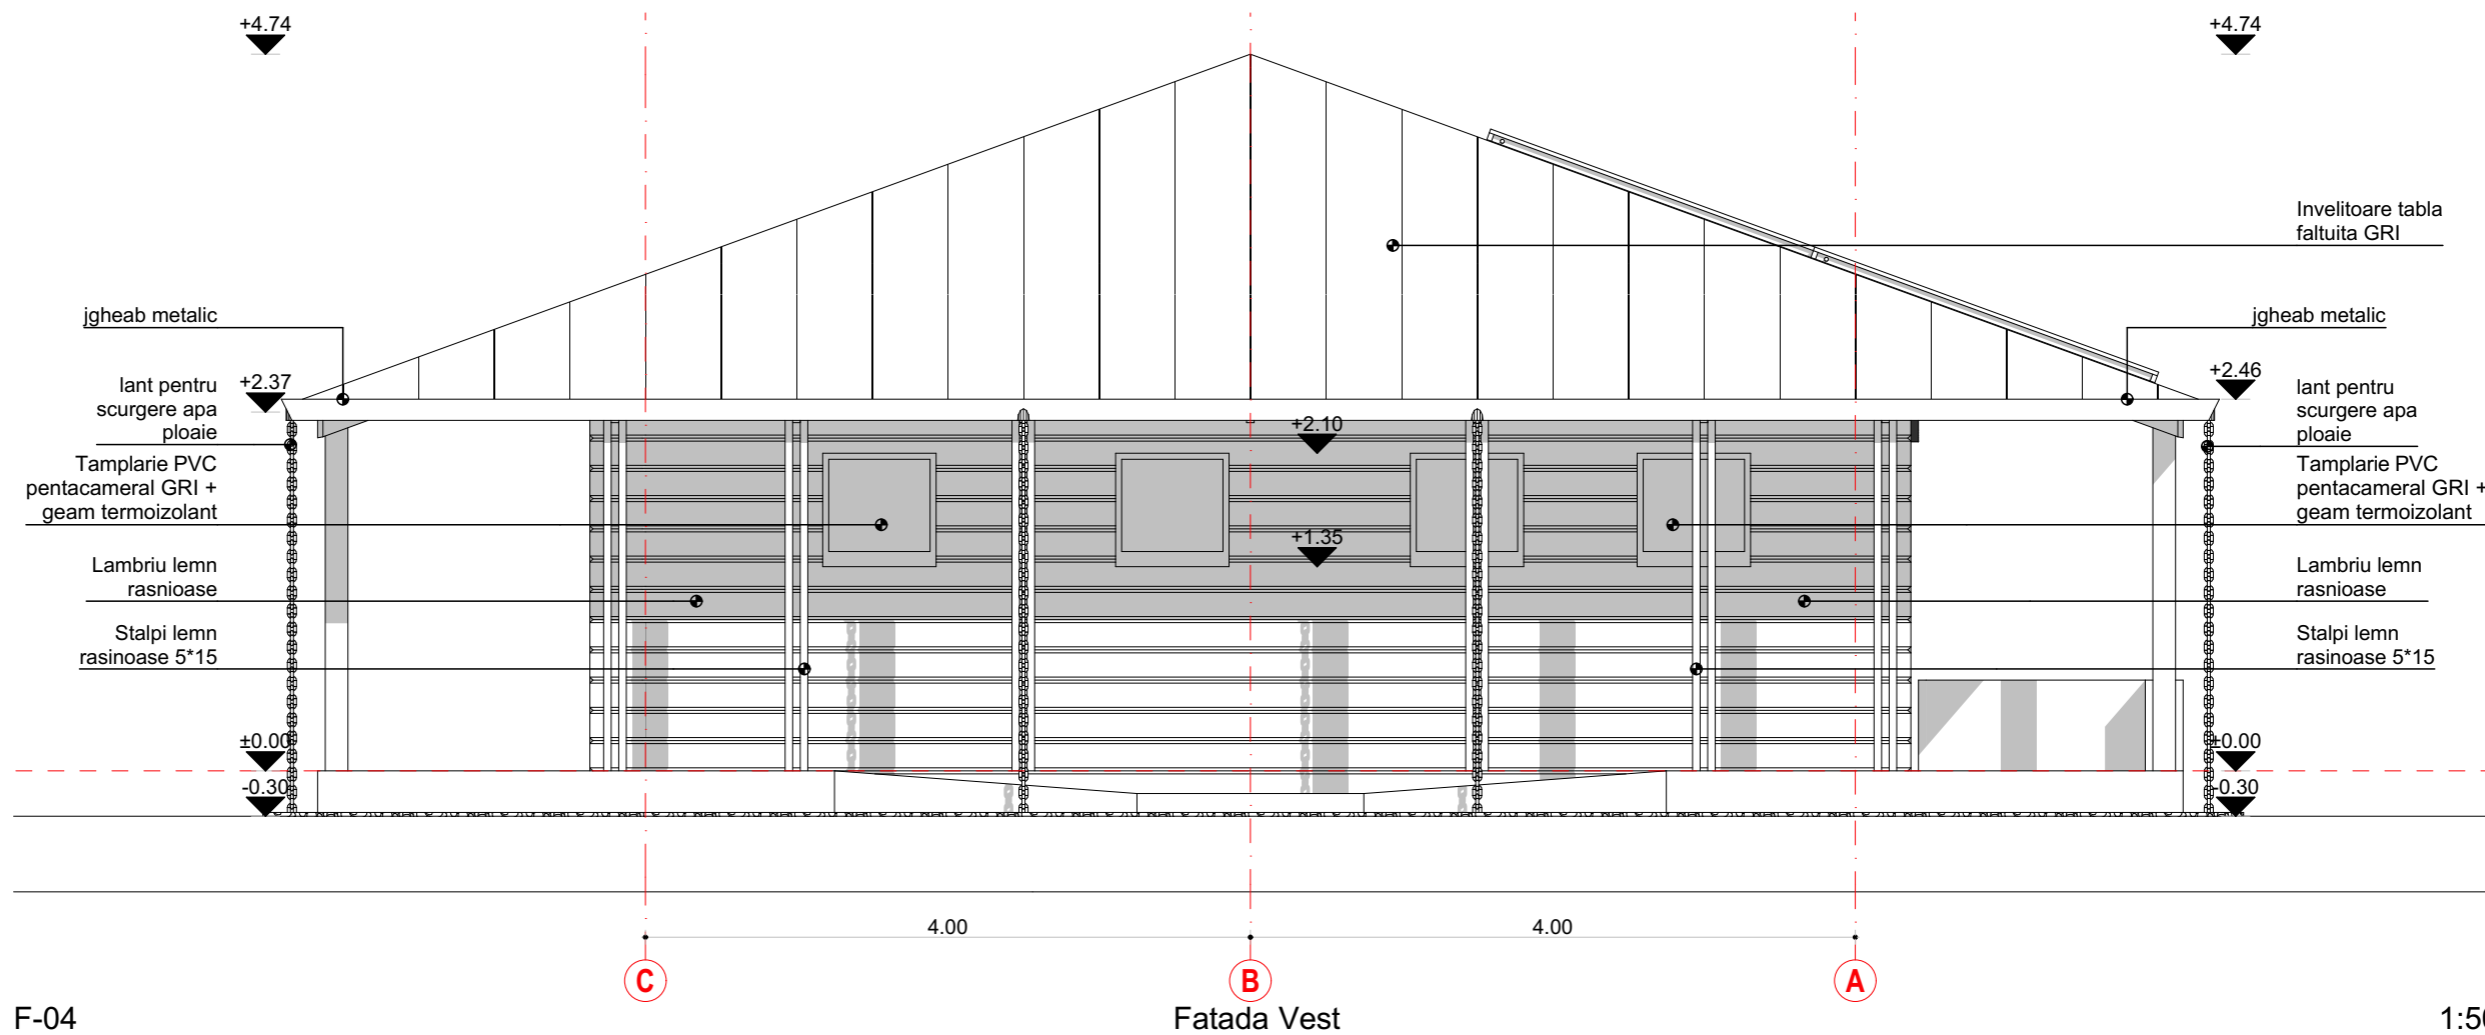 +4.74
+4.74
Invelitoare tabla
faltuita GRI
jgheab metalic
jgheab metalic
lant pentru
scurgere apa
ploaie
+2.37
+2.46
lant pentru
scurgere apa
ploaie
+2.10
Tamplarie PVC
pentacameral GRI +
geam termoizolant
Tamplarie PVC
pentacameral GRI +
geam termoizolant
+1.35
Lambriu lemn
rasnioase
Lambriu lemn
rasnioase
Stalpi lemn
rasinoase 5*15
Stalpi lemn
rasinoase 5*15
±0.00
±0.00
-0.30
-0.30
4.00
4.00
C
B
A
F-04
Fatada Vest
1:50